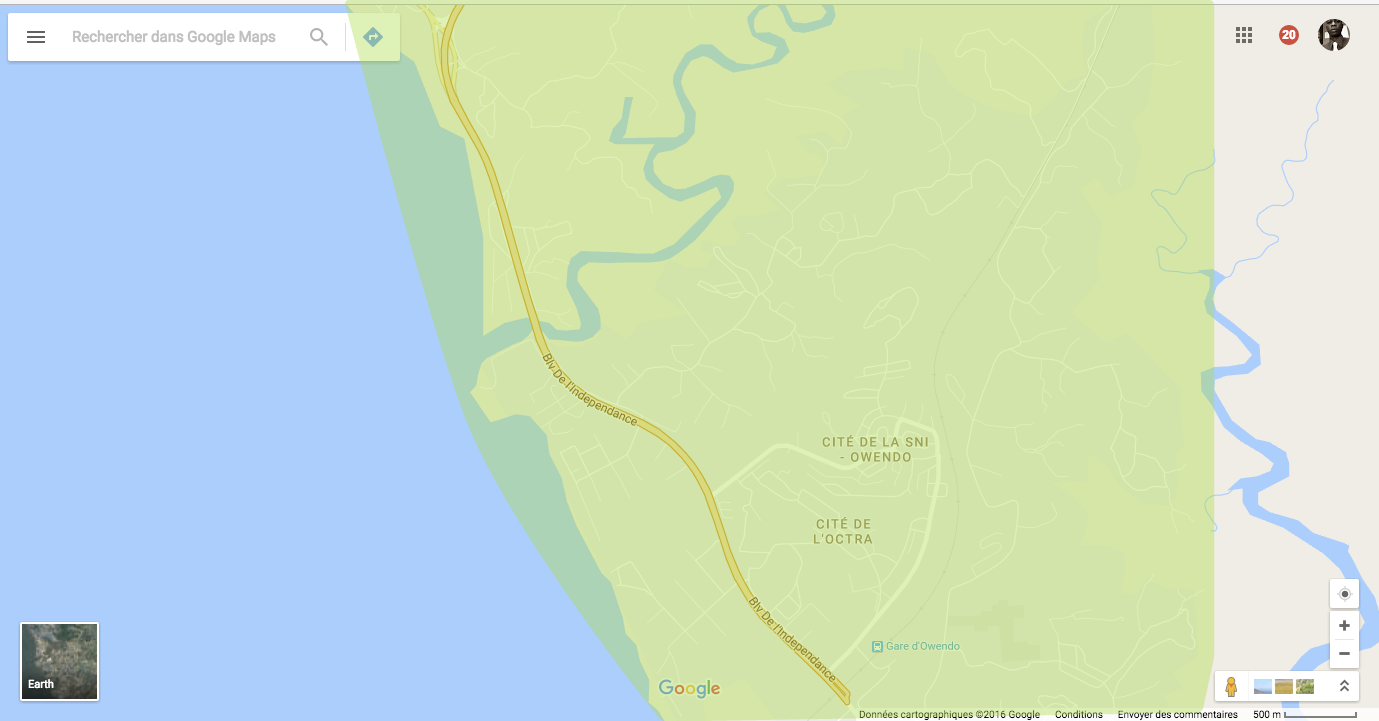 Rechercher dans Google Maps
20
Blv De l'Independance
CITÉ DE LA SNI
- OWENDO
CITÉ DE
L'OCTRA
Blv De l'Independance
Gare d'Owendo
Earth
Google
Données cartographiques ©2016 Google Conditions Envoyer des commentaires 500 m